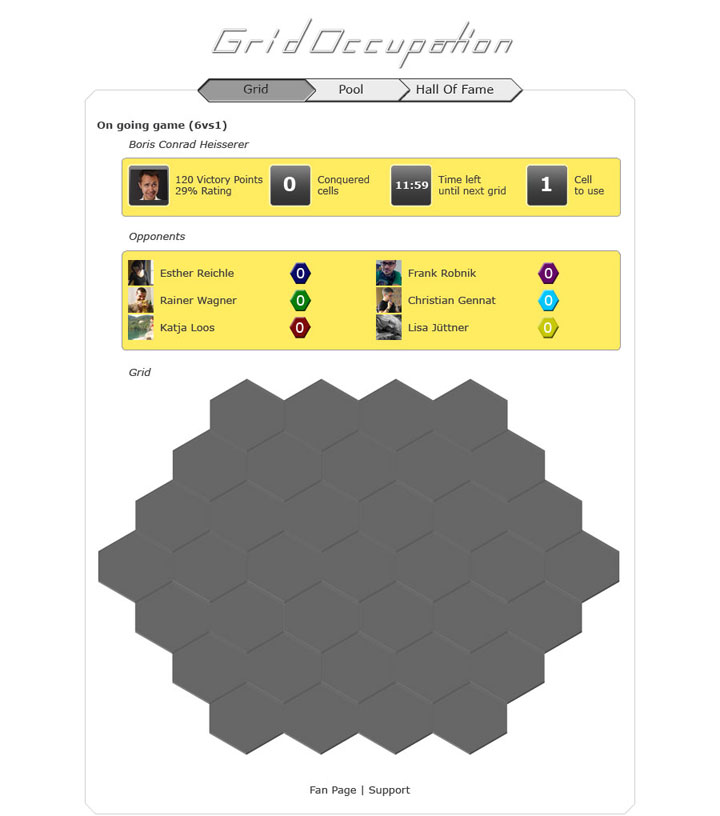 GridOccupation
Grid
Pool
Hall Of Fame
On going game (6vs1)
Boris Conrad Heisserer
120 Victory Points
29% Rating
0
Conquered
cells
11:59
Time left
until next grid
1
Cell
to use
Opponents
Esther Reichle
0
Frank Robnik
0
Rainer Wagner
0
Christian Gennat
0
Katja Loos
0
Lisa Jüttner
0
Grid
Fan Page | Support